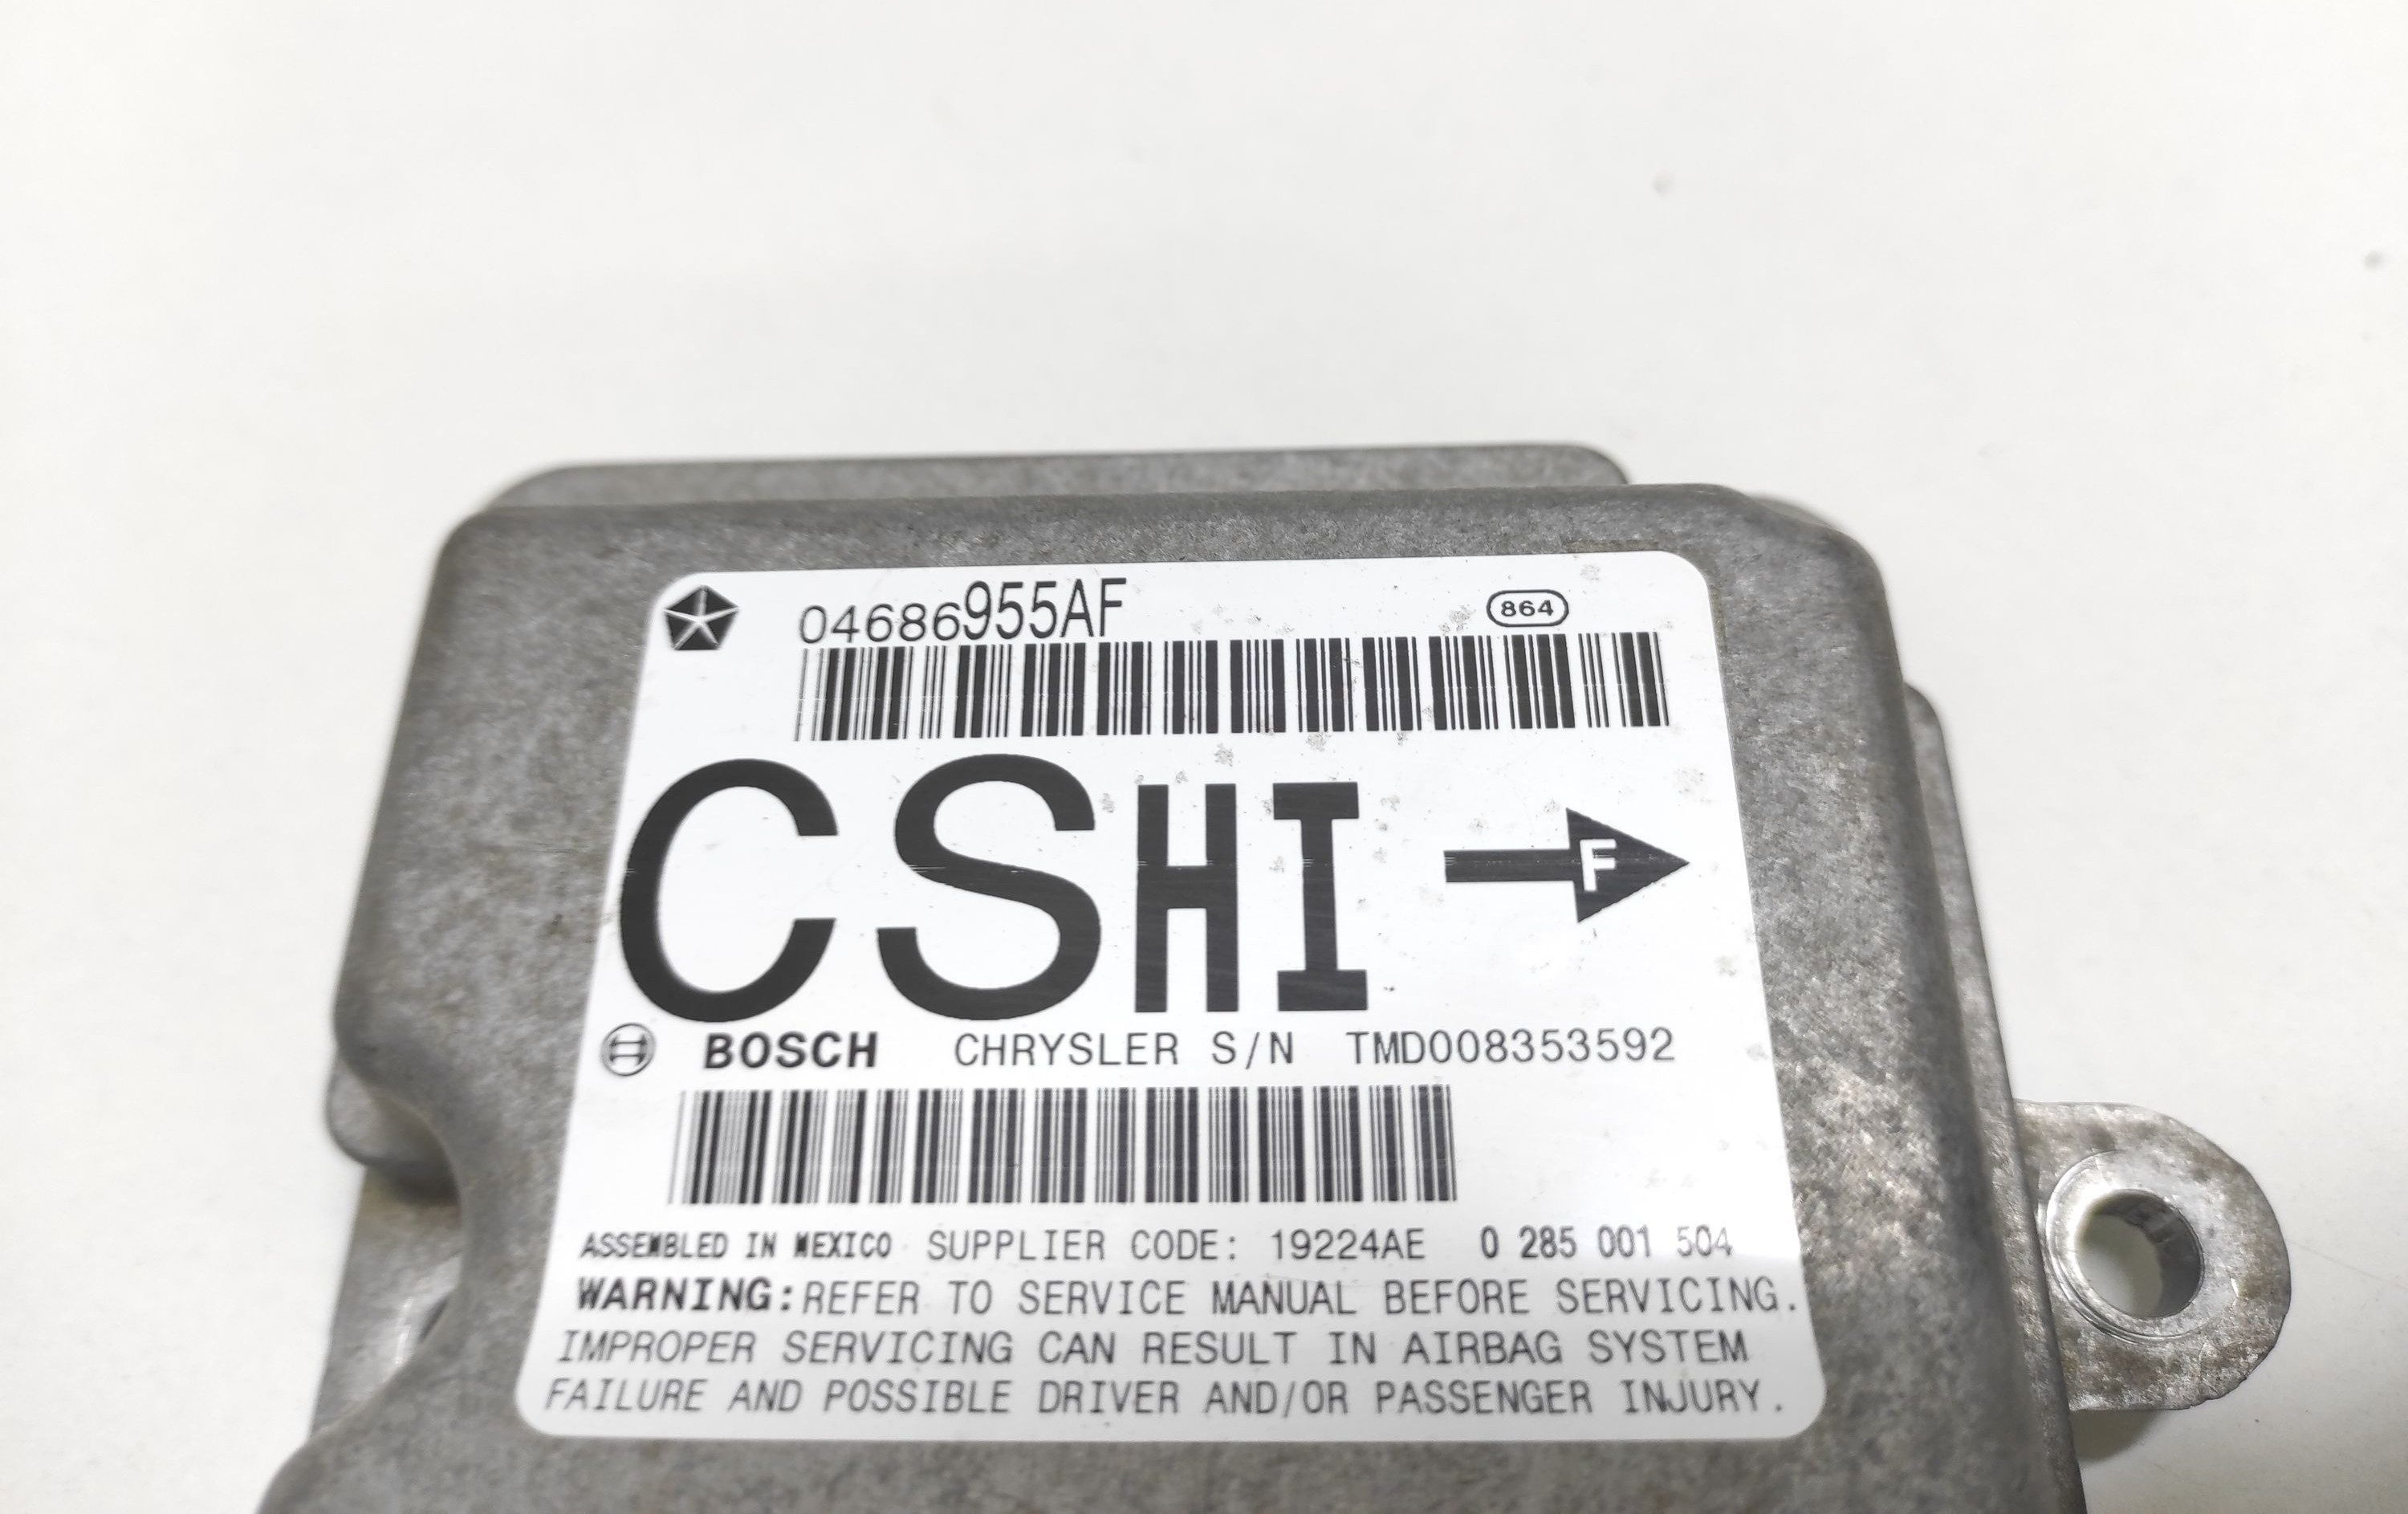 04686955AF 864
CSHI F
BOSCH CHRYSLER S/N TMD008353592
ASSEMBLED IN MEXICO SUPPLIER CODE: 19224AE 0 285 001 504
WARNING:REFER TO SERVICE MANUAL BEFORE SERVICING.
IMPROPER SERVICING CAN RESULT IN AIRBAG SYSTEM
FAILURE AND POSSIBLE DRIVER AND/OR PASSENGER INJURY.